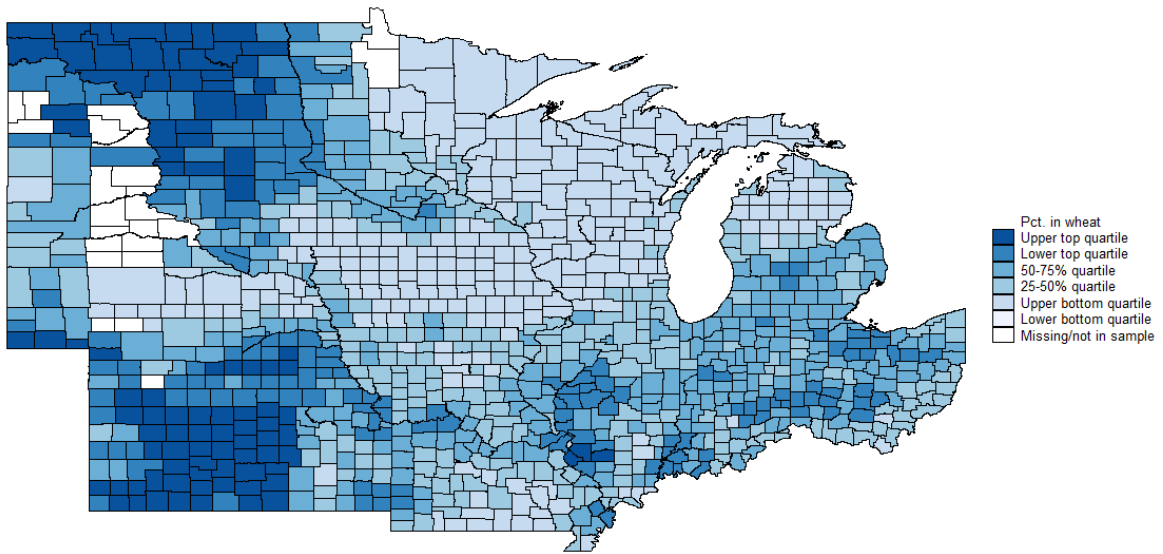 Pct. in wheat
Upper top quartile
Lower top quartile
50-75% quartile
25-50% quartile
Upper bottom quartile
Lower bottom quartile
Missing/not in sample